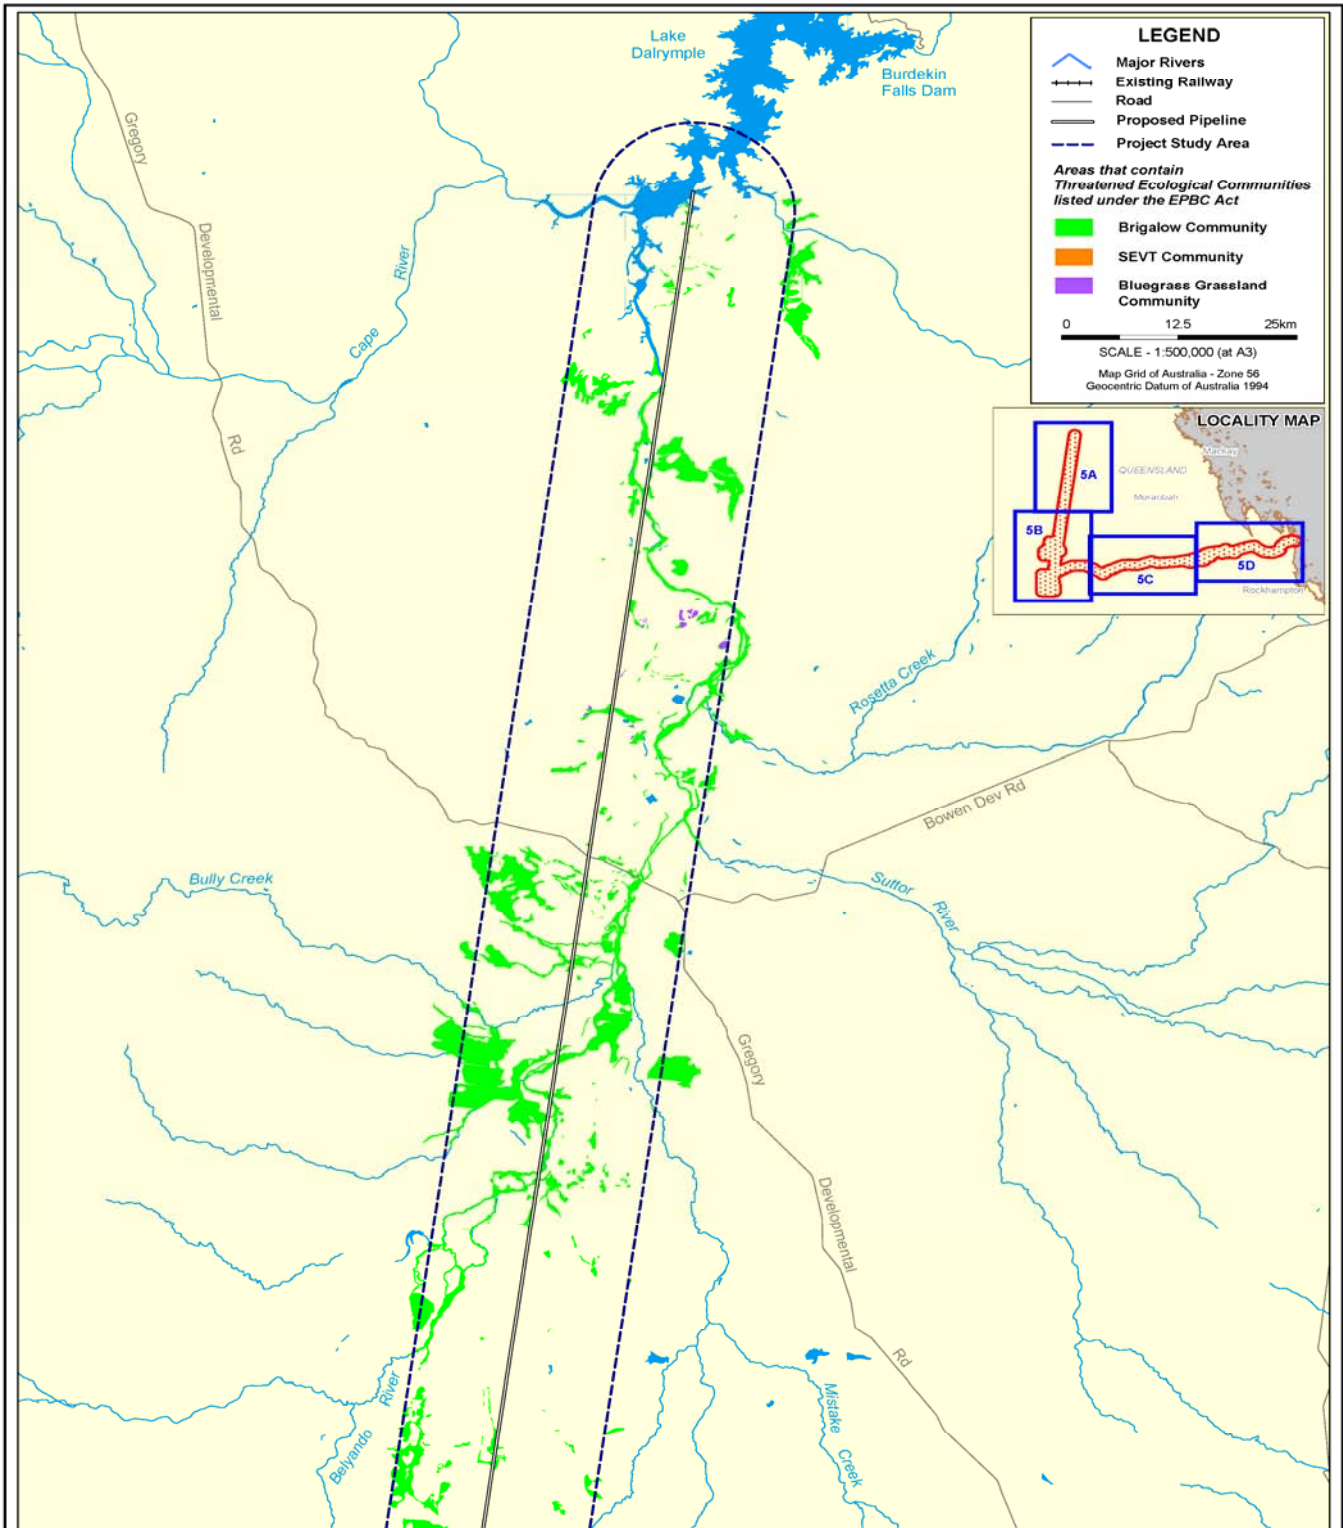 Lake
Dalrymple
Burdekin
Falls Dam
LEGEND
Major Rivers
Existing Railway
Road
Proposed Pipeline
Project Study Area
Areas that contain
Threatened Ecological Communities
listed under the EPBC Act
Brigalow Community
SEVT Community
Bluegrass Grassland
Community
0 12.5 25km
SCALE - 1:500,000 (at A3)
Map Grid of Australia - Zone 56
Geocentric Datum of Australia 1994
LOCALITY MAP
Mackay
QUEENSLAND
Moranbah
5A
5B
5C
5D
Rockhampton
Gregory
Developmental
Rd
Cape
River
Rosetta Creek
Bowen Dev Rd
Bully Creek
Suttor
River
Gregory
Developmental
Rd
Belyando
River
Mistake
Creek